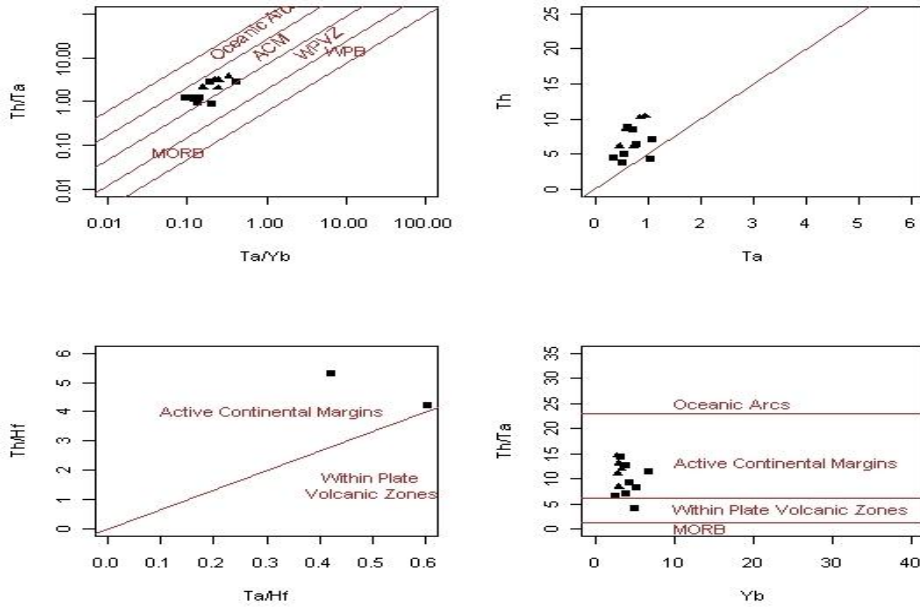 Th/Ta
0.01 0.10 1.00 10.00
Oceanic Arc
ACM
WPVZ
WPB
MORB
0.01 0.10 1.00 10.00 100.00
Ta/Yb
Th
0 5 10 15 20 25
0 1 2 3 4 5 6
Ta
Th/Hf
0 1 2 3 4 5 6
Active Continental Margins
Within Plate
Volcanic Zones
0.0 0.1 0.2 0.3 0.4 0.5 0.6
Ta/Hf
Th/Ta
0 5 10 15 20 25 30 35
Oceanic Arcs
Active Continental Margins
Within Plate Volcanic Zones
MORB
0 10 20 30 40
Yb